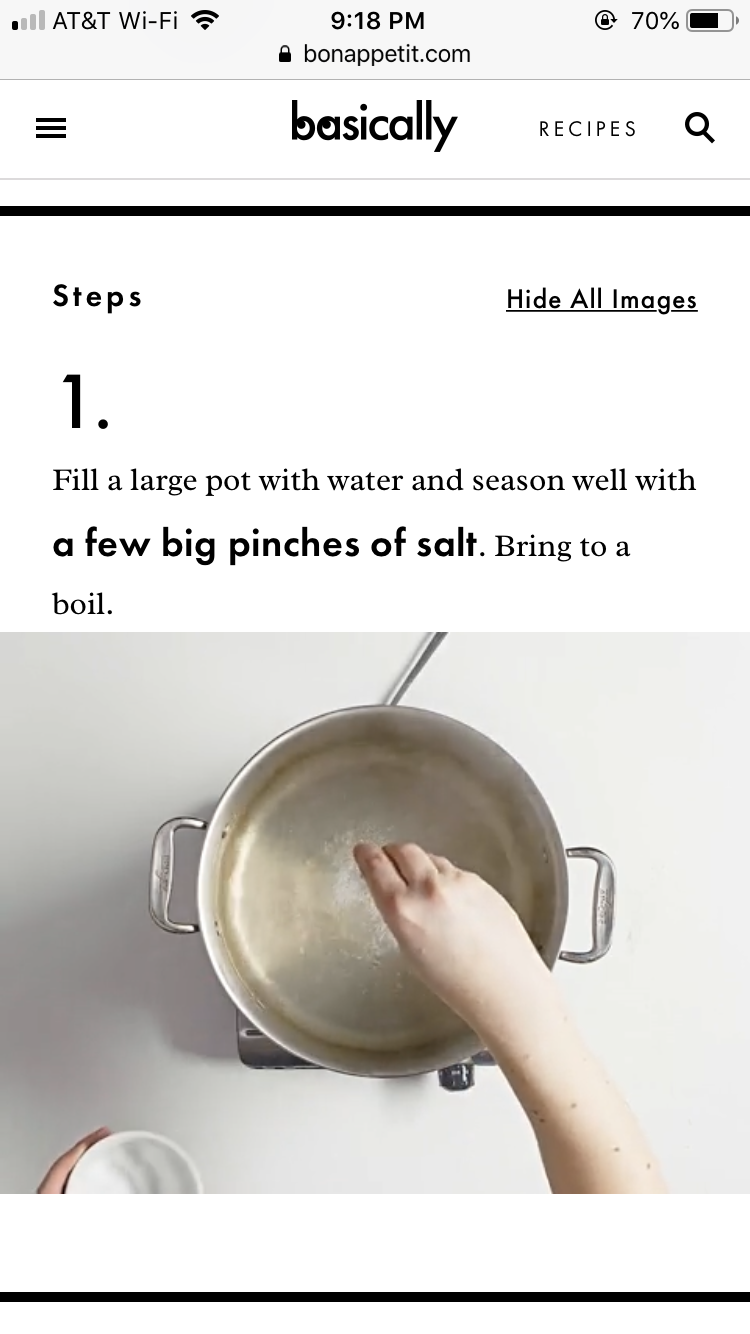 AT&T Wi-Fi 9:18 PM 70%
bonappetit.com
basically RECIPES
Steps Hide All Images
1.
Fill a large pot with water and season well with
a few big pinches of salt. Bring to a
boil.